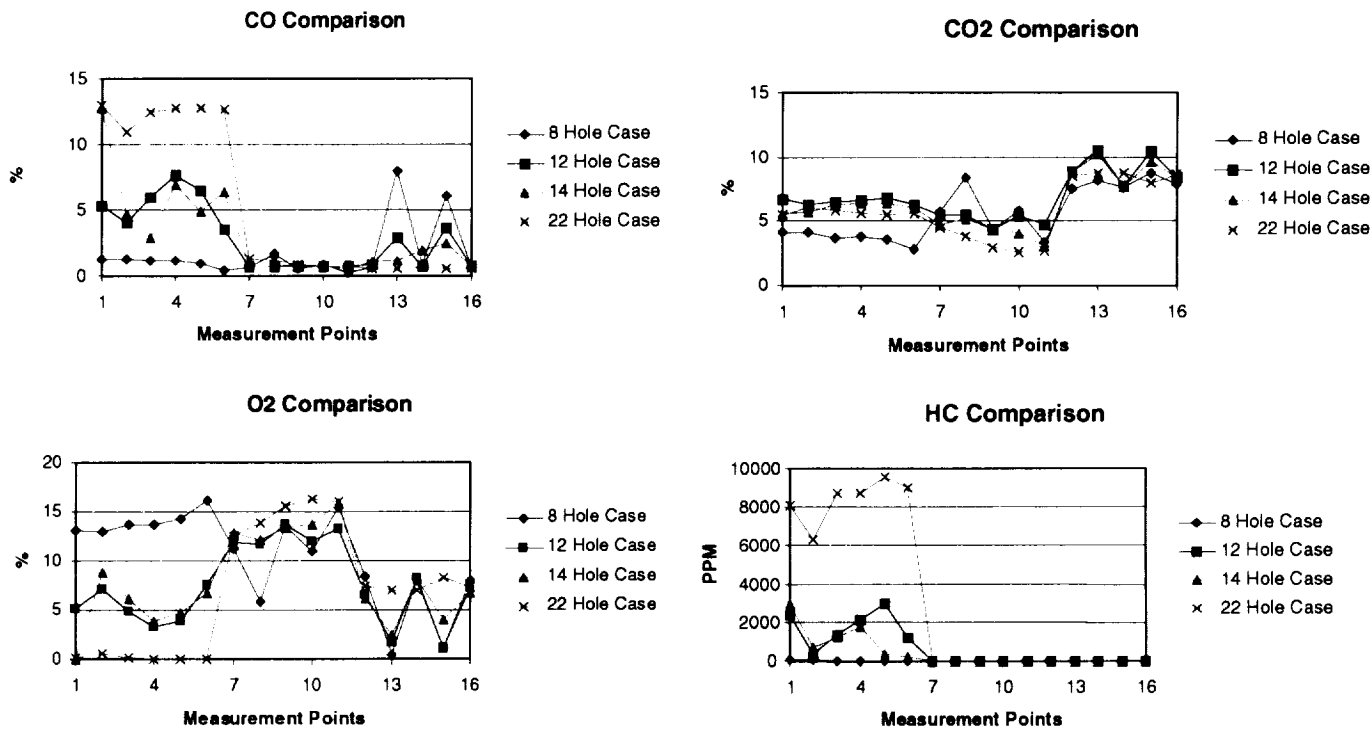 CO Comparison
15
10
5
0
%
1 4 7 10 13 16
Measurement Points
8 Hole Case
12 Hole Case
14 Hole Case
22 Hole Case
CO2 Comparison
15
10
5
0
%
1 4 7 10 13 16
Measurement Points
8 Hole Case
12 Hole Case
14 Hole Case
22 Hole Case
O2 Comparison
20
15
10
5
0
%
1 4 7 10 13 16
Measurement Points
8 Hole Case
12 Hole Case
14 Hole Case
22 Hole Case
HC Comparison
10000
8000
6000
4000
2000
0
PPM
1 4 7 10 13 16
Measurement Points
8 Hole Case
12 Hole Case
14 Hole Case
22 Hole Case